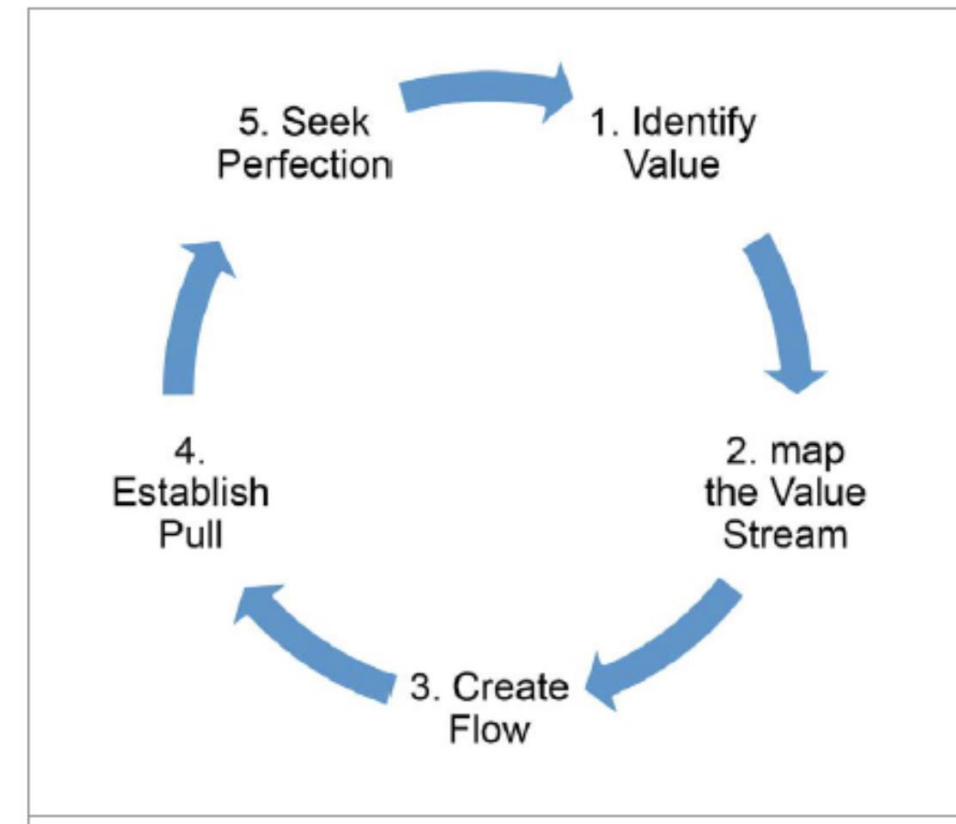 1. Identify
Value
2. map
the Value
Stream
3. Create
Flow
4.
Establish
Pull
5. Seek
Perfection